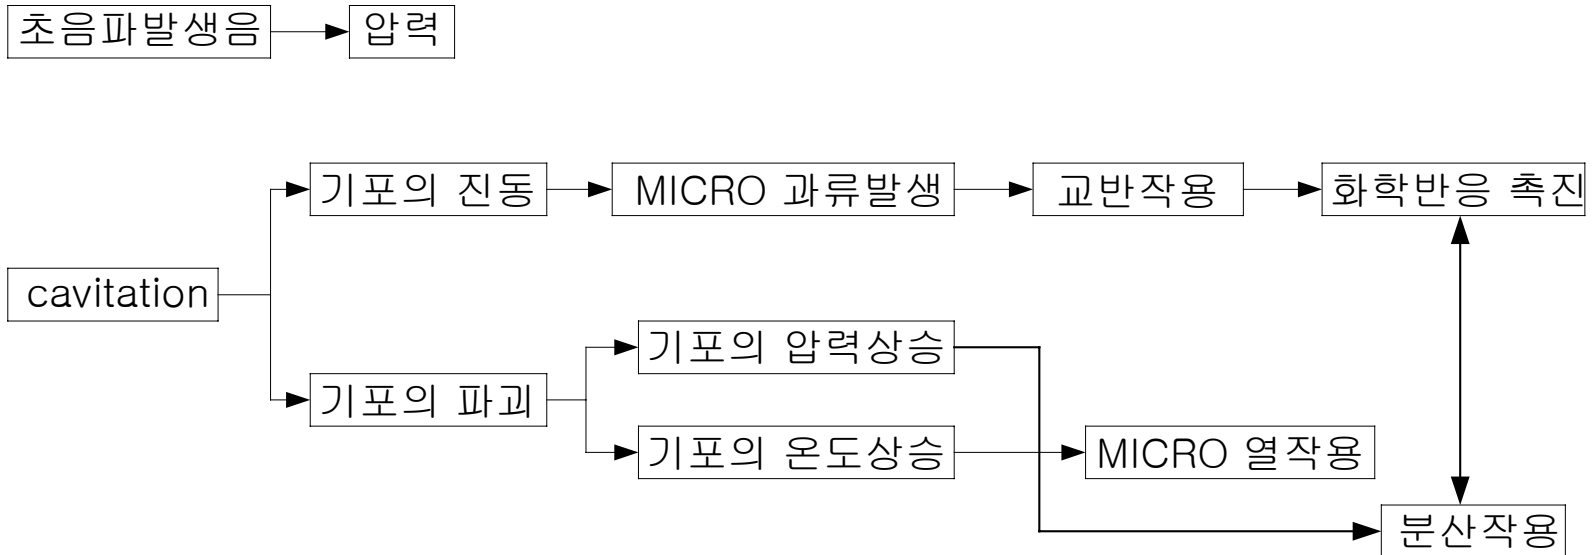 초음파발생음 압력
기포의 진동 MICRO 과류발생 교반작용 화학반응 촉진
cavitation
기포의 압력상승
기포의 파괴
기포의 온도상승 MICRO 열작용
분산작용